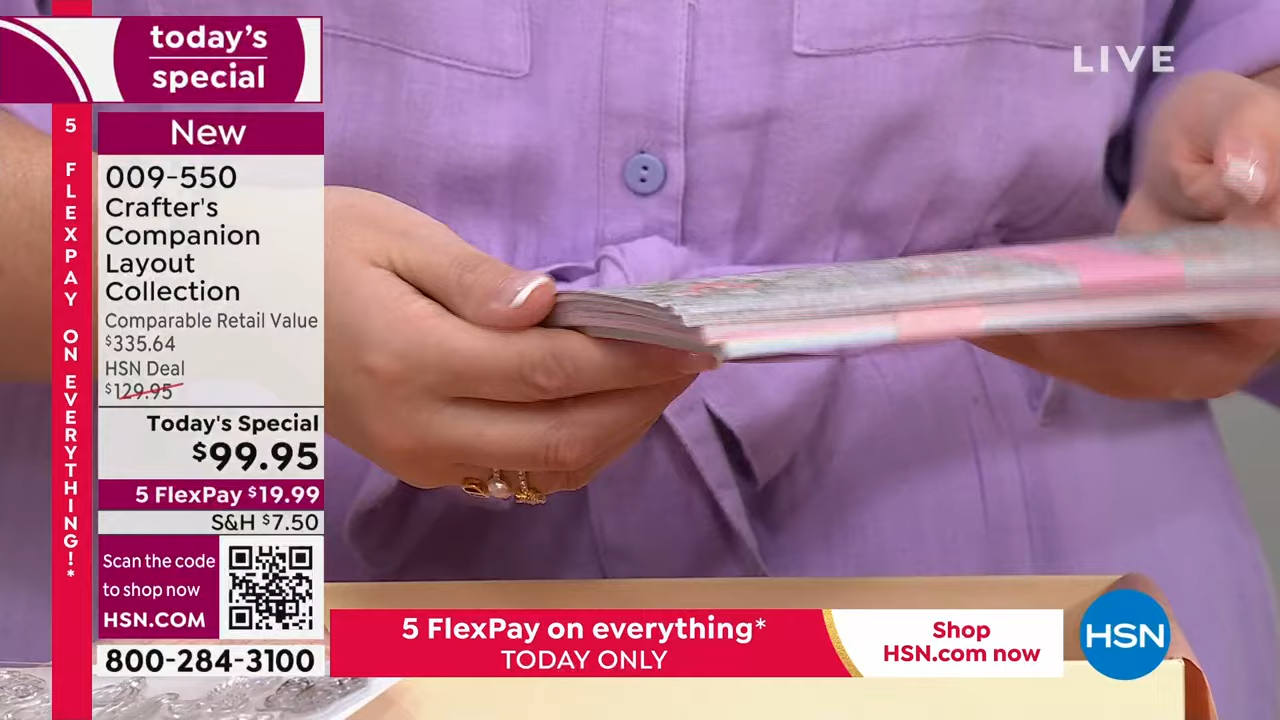 today's
special
LIVE
5 FLEXPAY ON EVERYTHING!*
New
009-550
Crafter's
Companion
Layout
Collection
Comparable Retail Value
$335.64
HSN Deal
$129.95
Today's Special
$99.95
5 FlexPay $19.99
S&H $7.50
Scan the code
to shop now
HSN.COM
800-284-3100
5 FlexPay on everything*
TODAY ONLY
Shop
HSN.com now
HSN